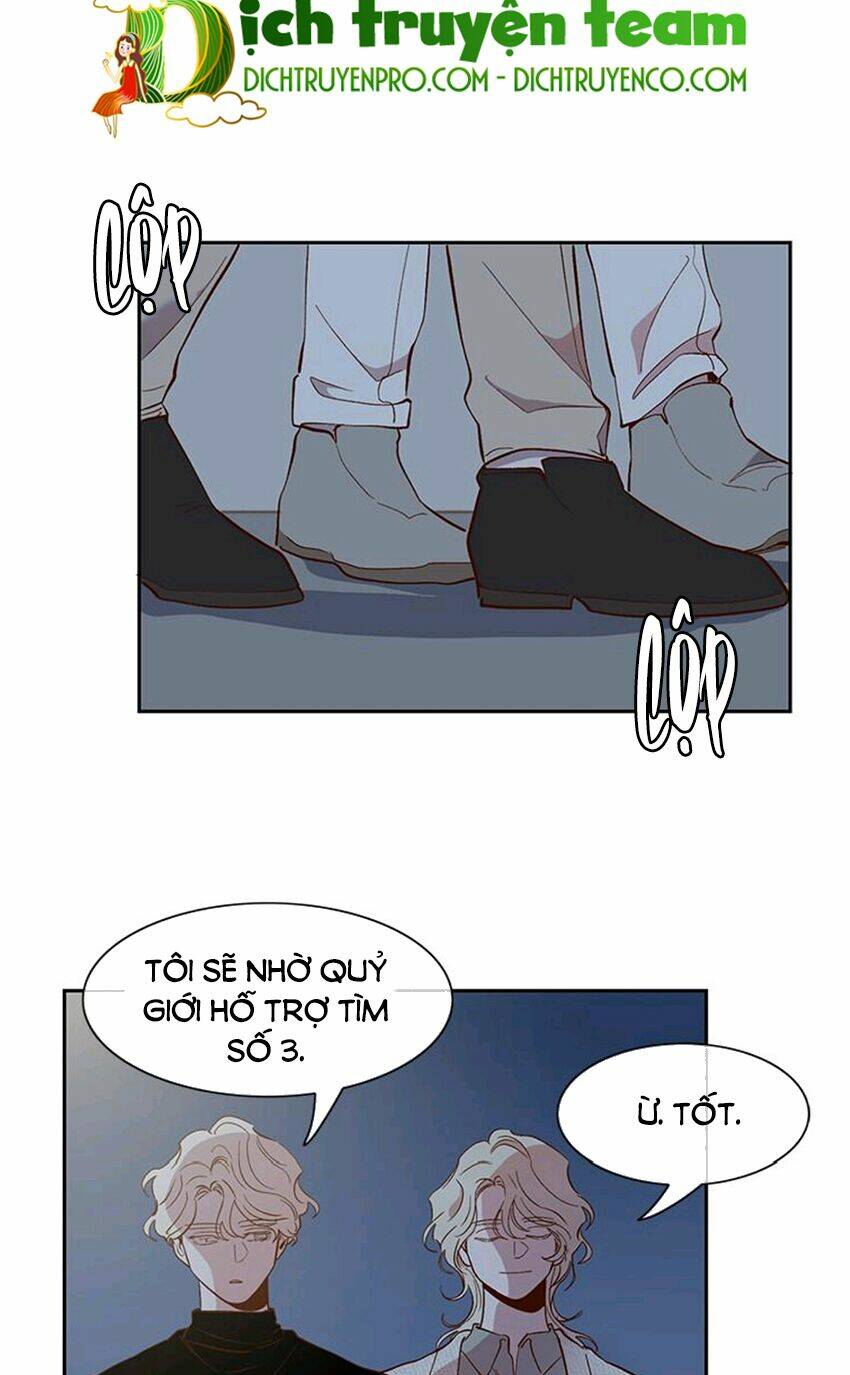 Dịch truyện team
DICHTRUYENPRO.COM - DICHTRUYENCO.COM
CỘP
CỘP
TÔI SẼ NHỜ QUỶ
GIỚI HỖ TRỢ TÌM
SỐ 3.
Ừ. TỐT.